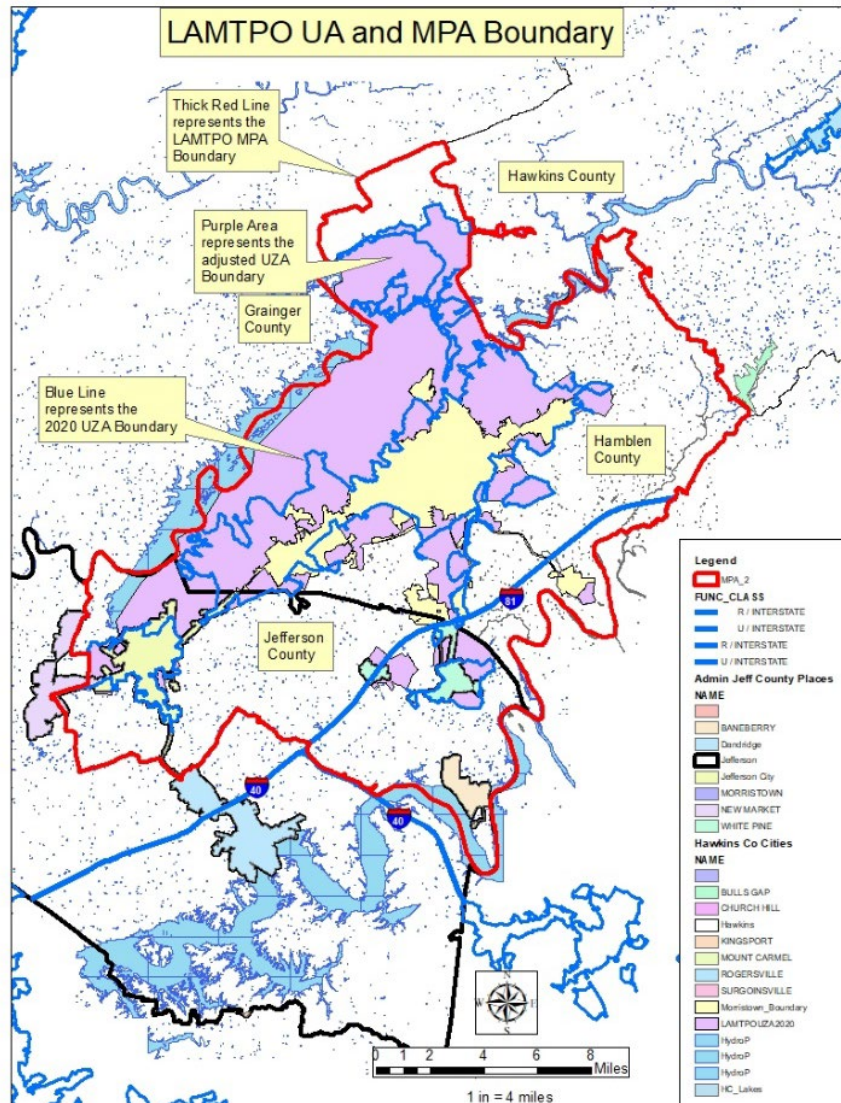 LAMTPO UA and MPA Boundary
Thick Red Line
represents the
LAMTPO MPA
Boundary
Hawkins County
Purple Area
represents the
adjusted UZA
Boundary
Grainger
County
Blue Line
represents the
2020 UZA Boundary
Hamblen
County
81
Jefferson
County
40
40
Legend
MPA_2
FUNC_CLASS
R / INTERSTATE
U / INTERSTATE
R / INTERSTATE
U / INTERSTATE
Admin Jeff County Places
NAME
BANEBERRY
Dandridge
Jefferson
Jefferson City
MORRISTOWN
NEW MARKET
WHITE PINE
Hawkins Co Cities
NAME
BULLS GAP
CHURCH HILL
Hawkins
KINGSPORT
MOUNT CARMEL
ROGERSVILLE
SURGOINSVILLE
Morristown_Boundary
LAMTPOUZA2020
HydroP
HydroP
HydroP
HC_Lakes
N
W E
S
0 1 2 4 6 8
Miles
1 in = 4 miles